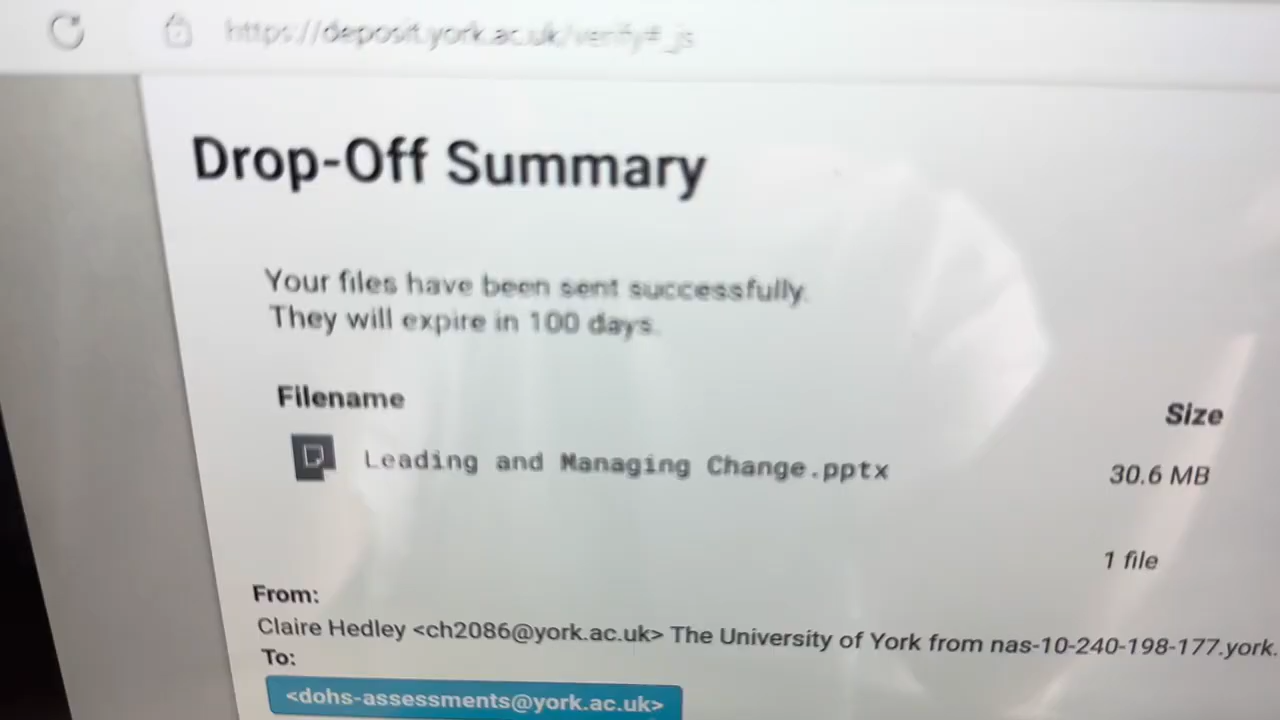 https://deposit.york.ac.uk/verify#_js
Drop-Off Summary
Your files have been sent successfully.
They will expire in 100 days.
Filename Size
Leading and Managing Change.pptx 30.6 MB
1 file
From:
Claire Hedley <ch2086@york.ac.uk> The University of York from nas-10-240-198-177.york.
To:
<dohs-assessments@york.ac.uk>